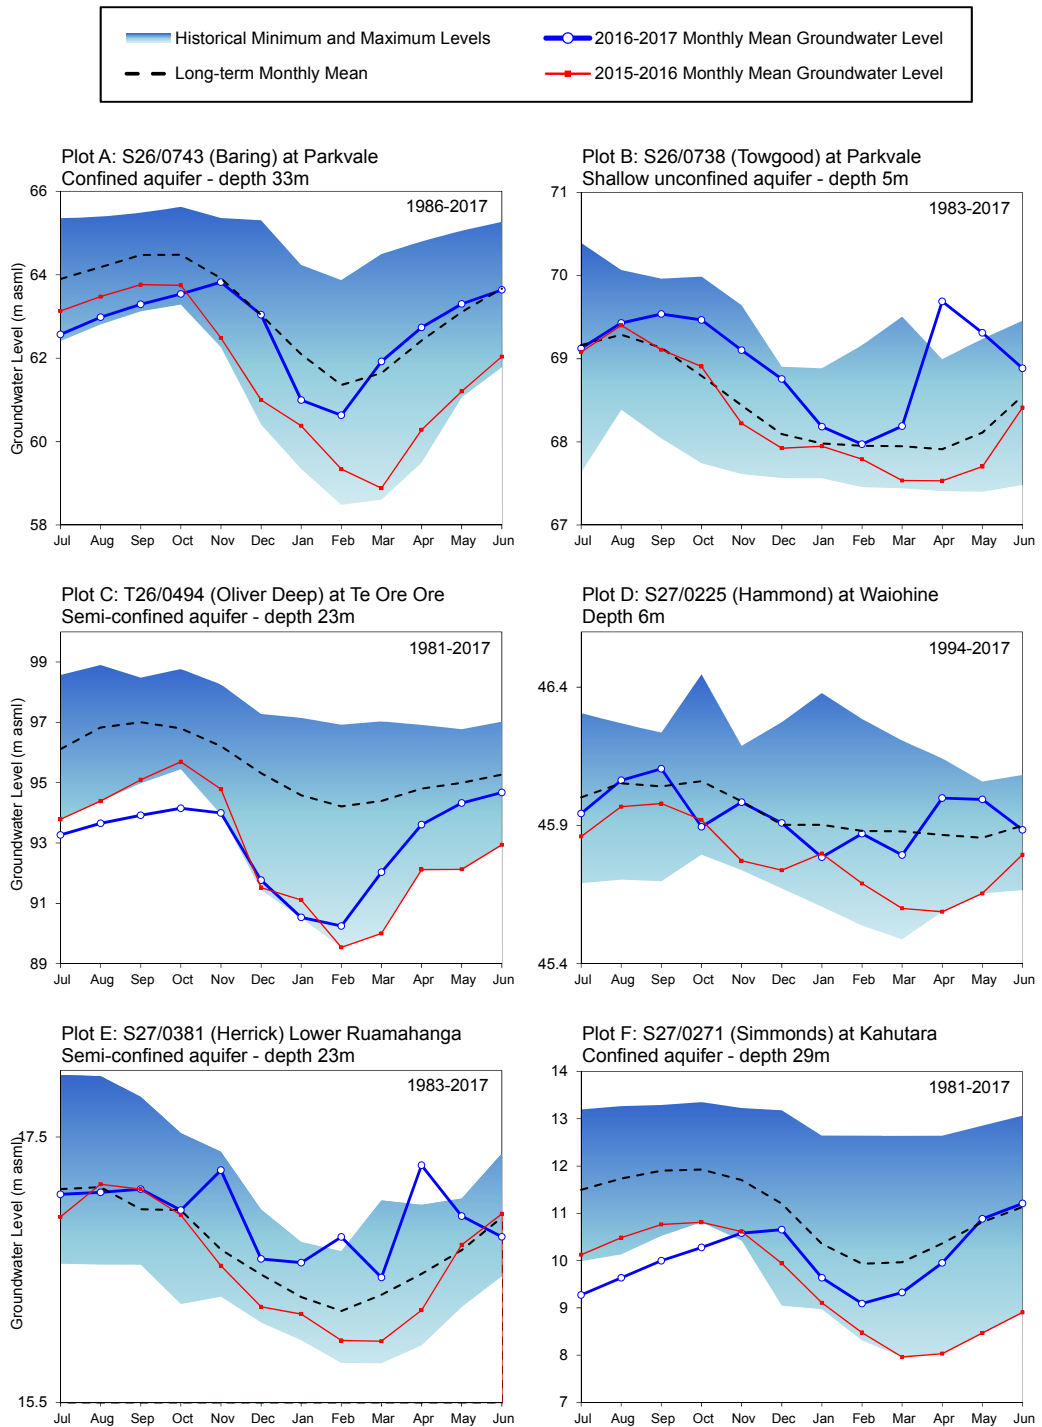 Historical Minimum and Maximum Levels
2016-2017 Monthly Mean Groundwater Level
Long-term Monthly Mean
2015-2016 Monthly Mean Groundwater Level
Plot A: S26/0743 (Baring) at Parkvale
Confined aquifer - depth 33m
1986-2017
Groundwater Level (m asml)
66
64
62
60
58
Jul Aug Sep Oct Nov Dec Jan Feb Mar Apr May Jun
Plot B: S26/0738 (Towgood) at Parkvale
Shallow unconfined aquifer - depth 5m
1983-2017
71
70
69
68
67
Jul Aug Sep Oct Nov Dec Jan Feb Mar Apr May Jun
Plot C: T26/0494 (Oliver Deep) at Te Ore Ore
Semi-confined aquifer - depth 23m
1981-2017
Groundwater Level (m asml)
99
97
95
93
91
89
Jul Aug Sep Oct Nov Dec Jan Feb Mar Apr May Jun
Plot D: S27/0225 (Hammond) at Waiohine
Depth 6m
1994-2017
46.4
45.9
45.4
Jul Aug Sep Oct Nov Dec Jan Feb Mar Apr May Jun
Plot E: S27/0381 (Herrick) Lower Ruamahanga
Semi-confined aquifer - depth 23m
1983-2017
Groundwater Level (m asml)
17.5
15.5
Jul Aug Sep Oct Nov Dec Jan Feb Mar Apr May Jun
Plot F: S27/0271 (Simmonds) at Kahutara
Confined aquifer - depth 29m
1981-2017
14
13
12
11
10
9
8
7
Jul Aug Sep Oct Nov Dec Jan Feb Mar Apr May Jun